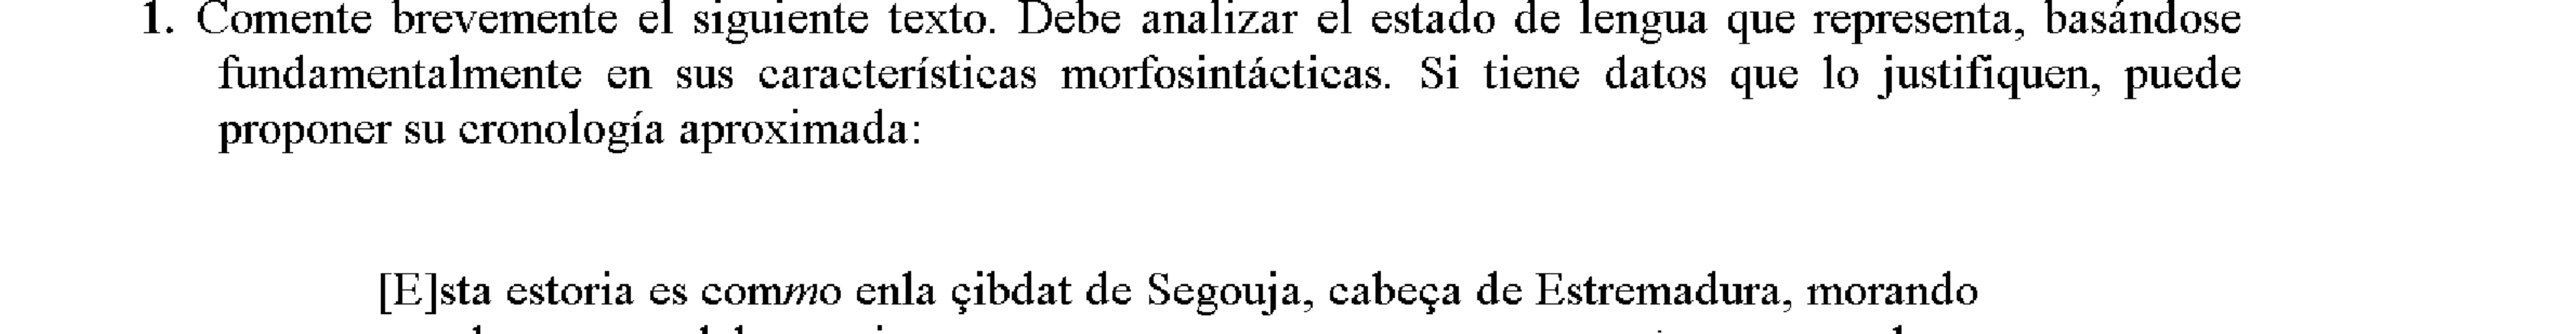 1. Comente brevemente el siguiente texto. Debe analizar el estado de lengua que representa, basándose
fundamentalmente en sus características morfosintácticas. Si tiene datos que lo justifiquen, puede
proponer su cronología aproximada:
[E]sta estoria es commo enla çibdat de Segouja, cabeça de Estremadura, morando